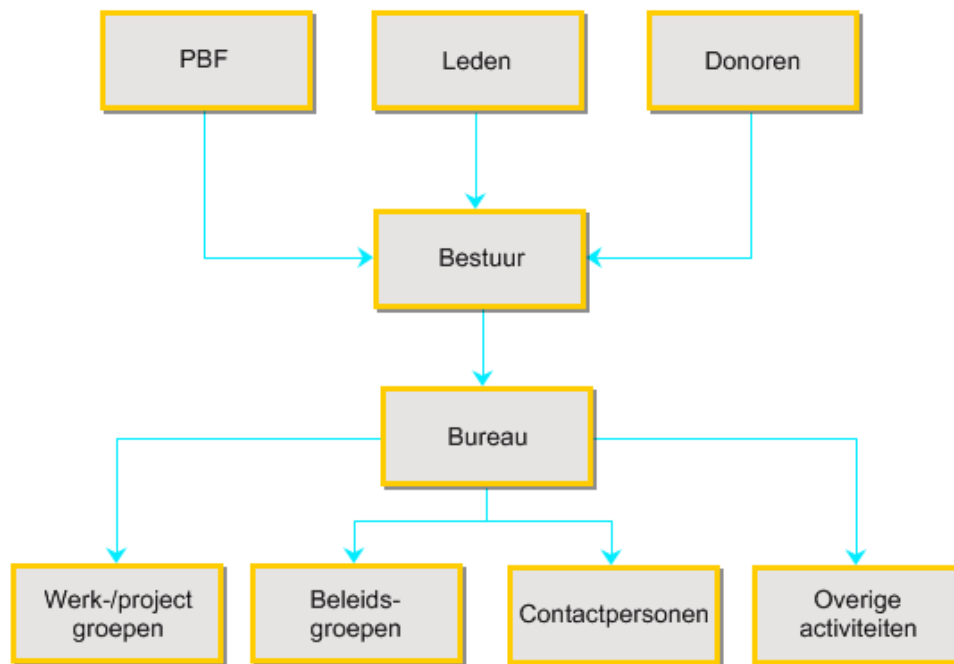 PBF
Leden
Donoren
Bestuur
Bureau
Werk-/project
groepen
Beleids-
groepen
Contactpersonen
Overige
activiteiten